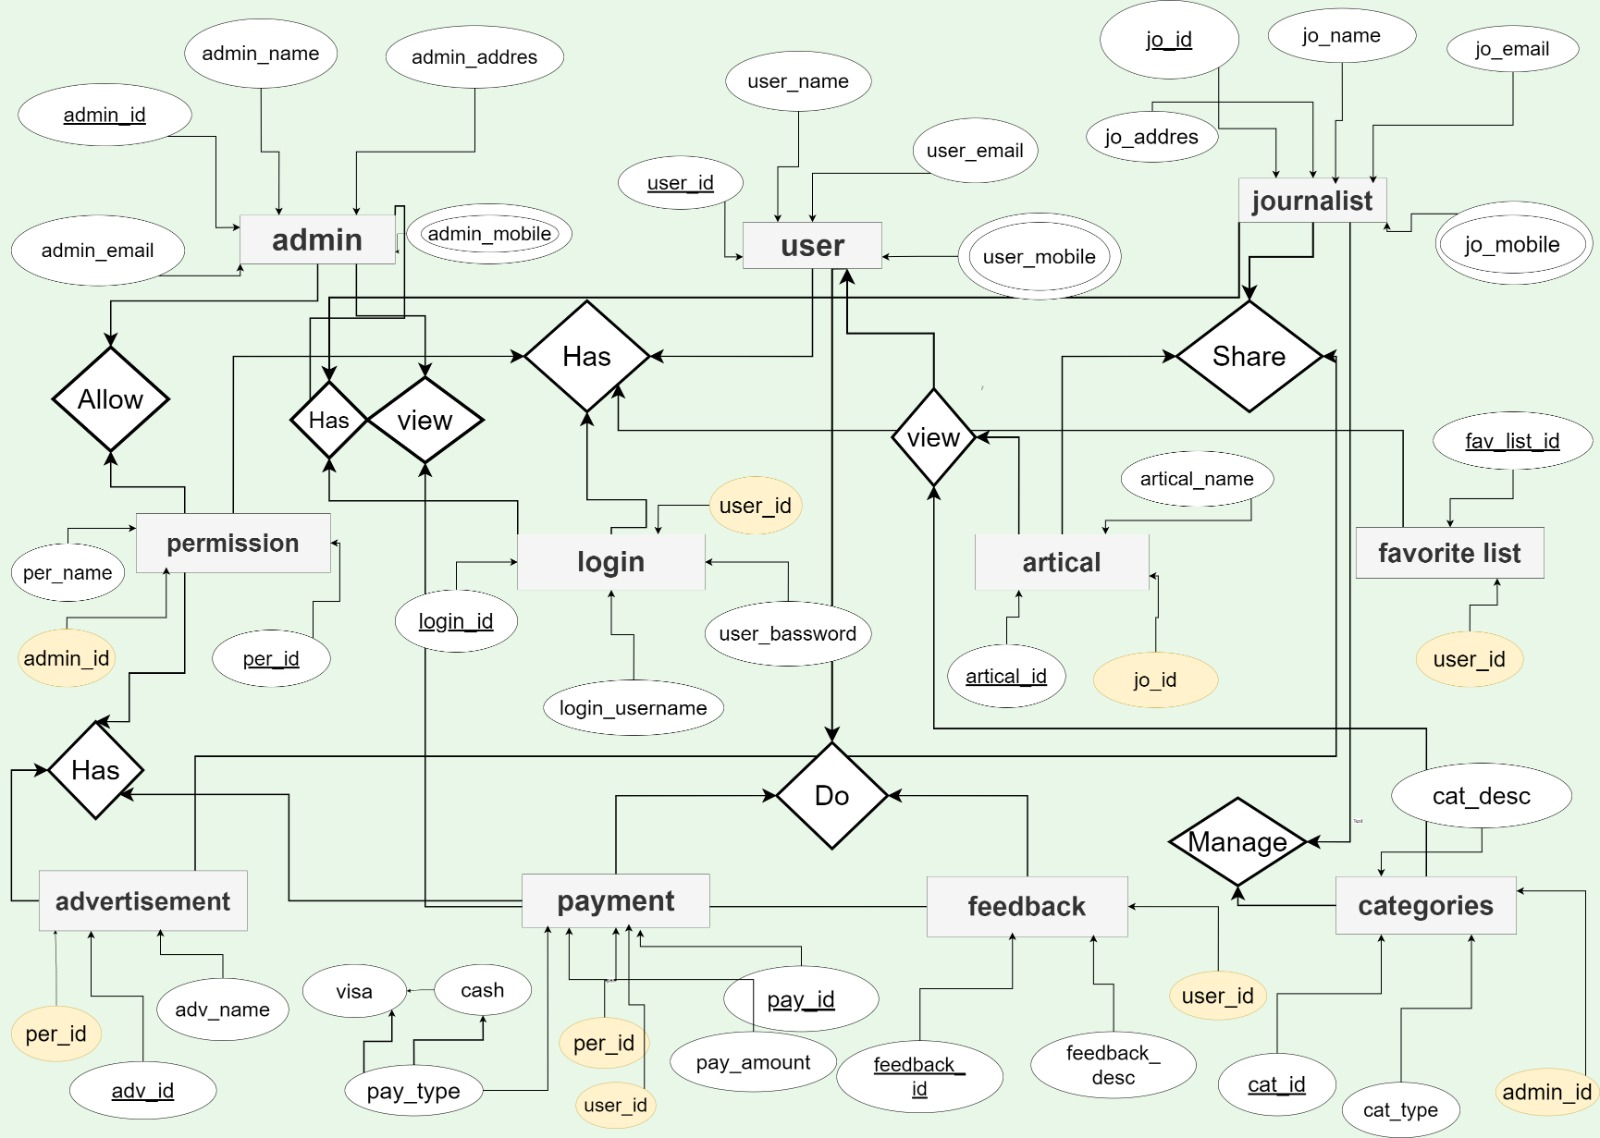 admin_name
admin_addres
admin_id
admin_email
admin
admin_mobile
user_name
user_email
user_id
user
user_mobile
jo_id
jo_name
jo_email
jo_addres
journalist
jo_mobile
Allow
Has
view
Has
view
Share
fav_list_id
artical_name
user_id
permission
per_name
admin_id
per_id
login
login_id
user_bassword
login_username
artical
artical_id
jo_id
favorite list
user_id
Has
Do
Manage
cat_desc
advertisement
payment
feedback
categories
per_id
adv_name
adv_id
visa
cash
pay_type
per_id
user_id
pay_id
pay_amount
feedback_
id
feedback_
desc
user_id
cat_id
cat_type
admin_id